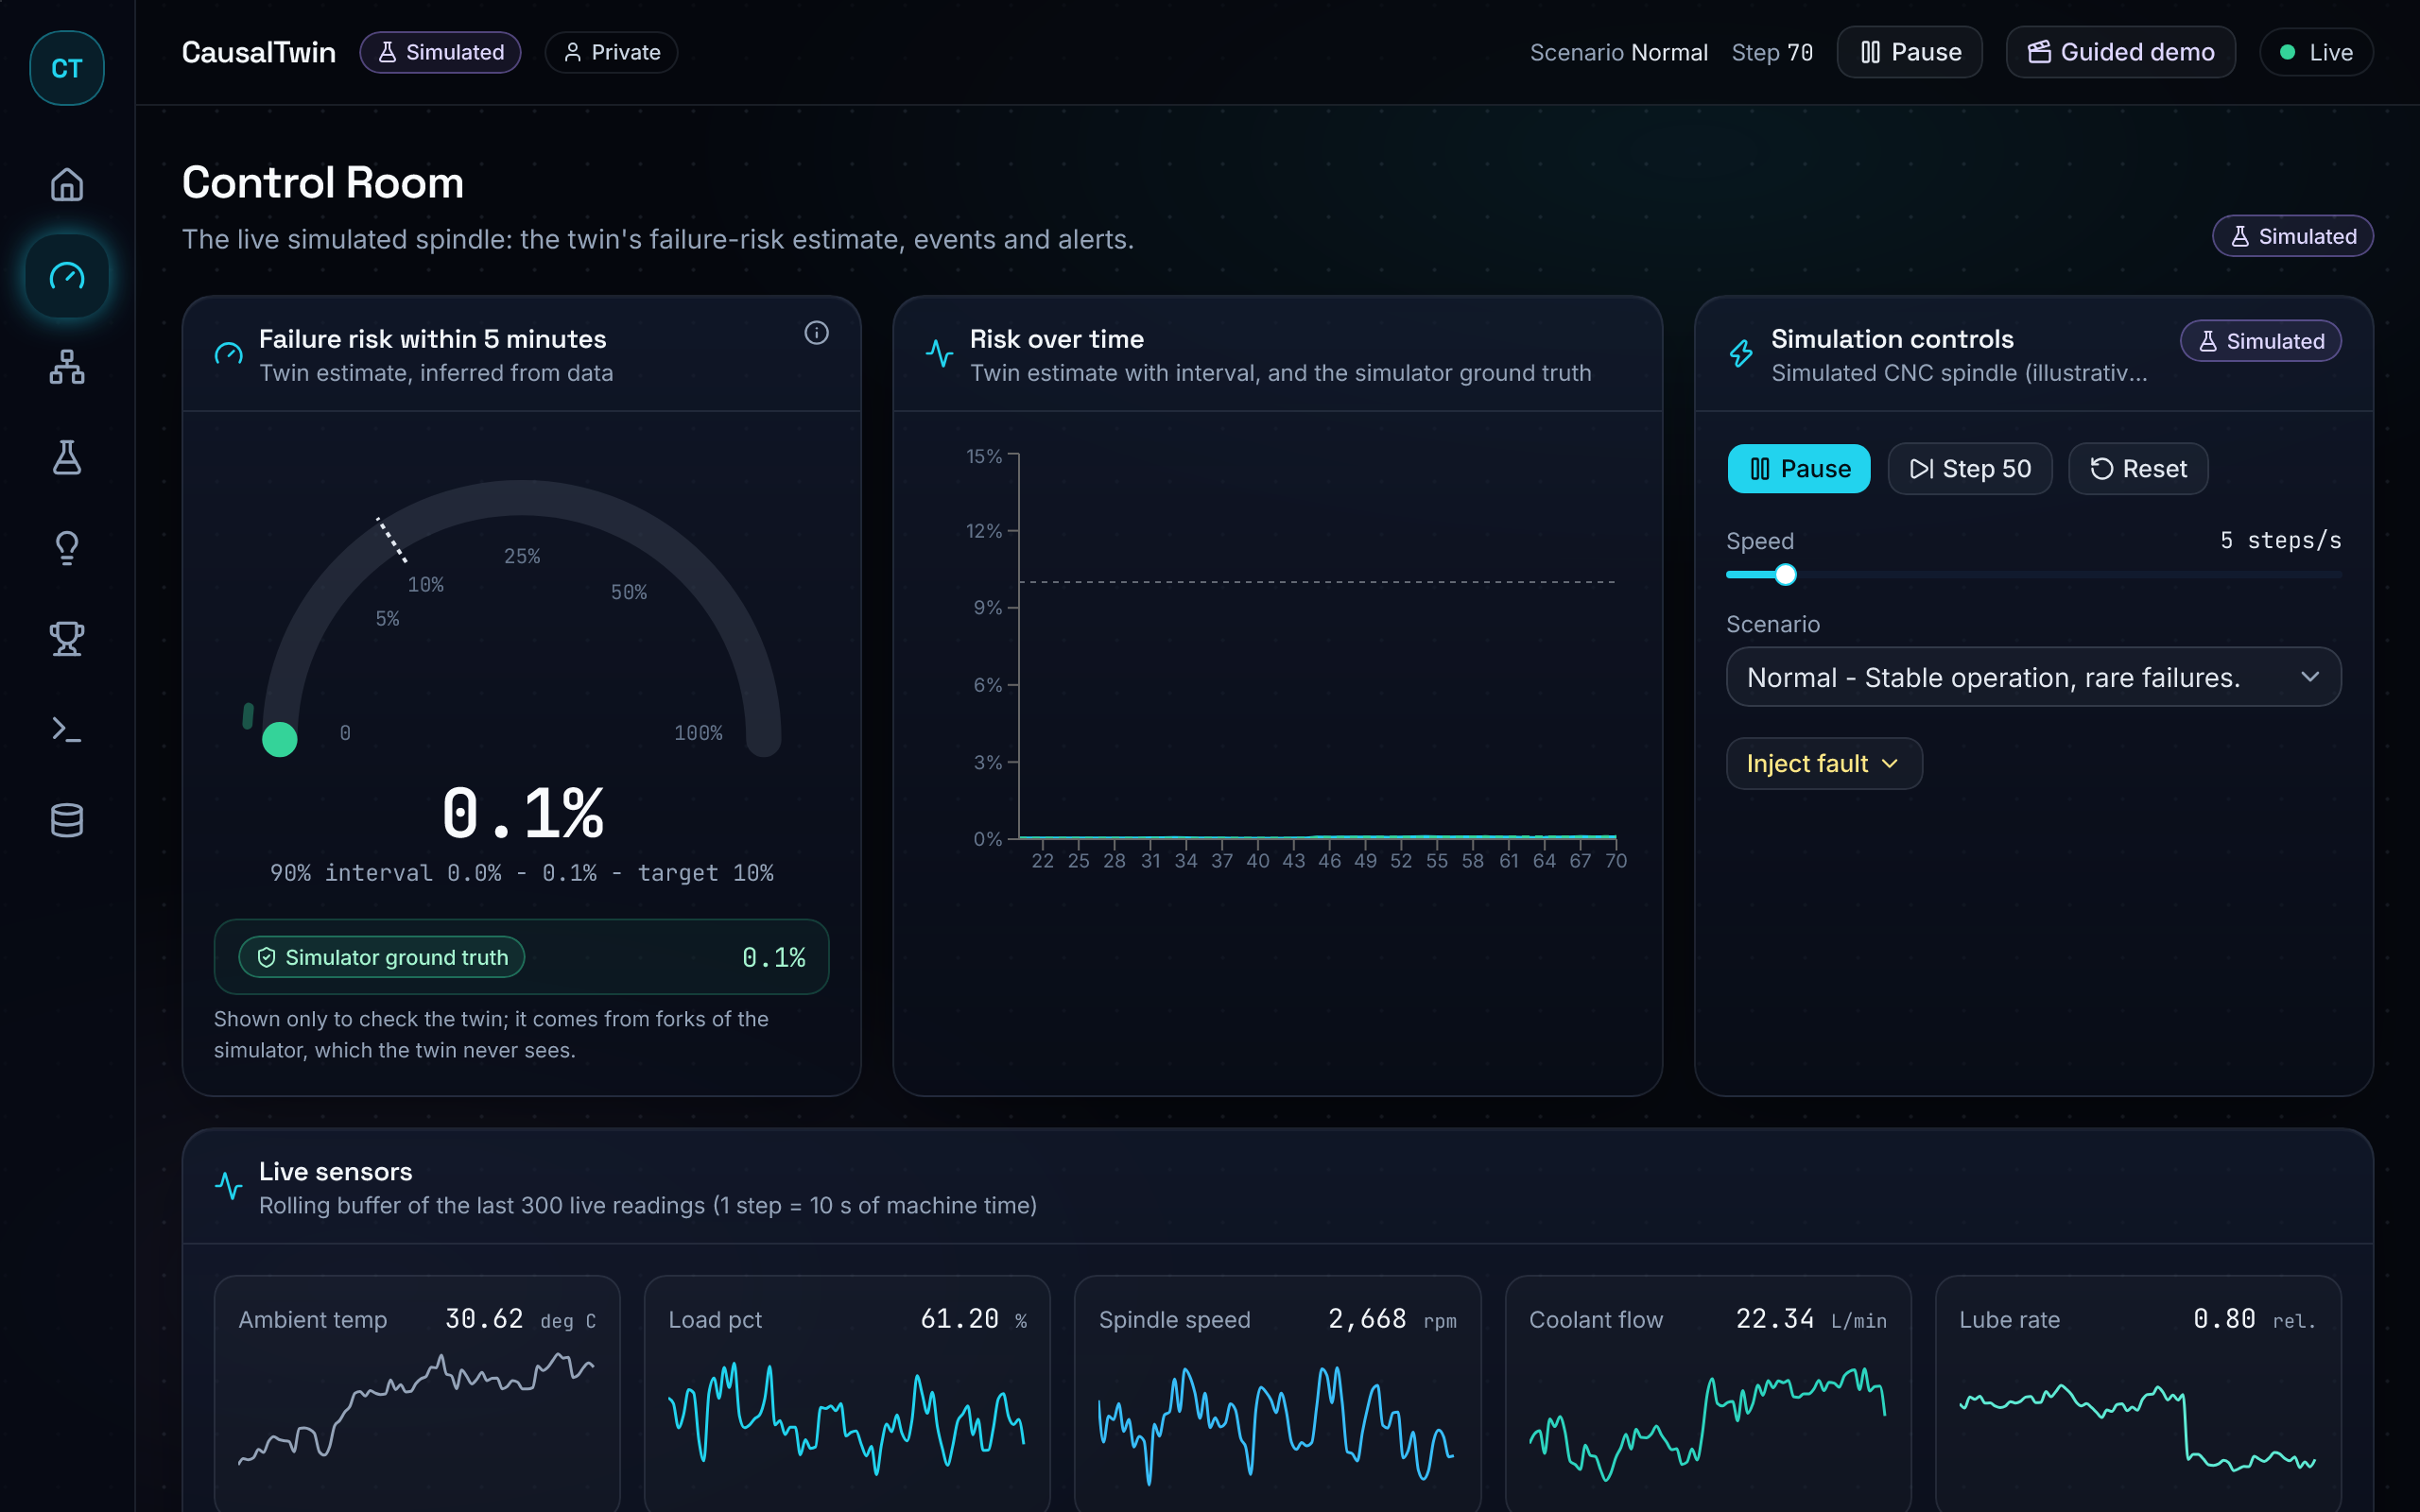 CT
CausalTwin
Simulated
Private
Scenario Normal
Step 70
Pause
Guided demo
Live
Control Room
The live simulated spindle: the twin's failure-risk estimate, events and alerts.
Simulated
Failure risk within 5 minutes
Twin estimate, inferred from data
0
5%
10%
25%
50%
100%
0.1%
90% interval 0.0% - 0.1% - target 10%
Simulator ground truth
0.1%
Shown only to check the twin; it comes from forks of the
simulator, which the twin never sees.
Risk over time
Twin estimate with interval, and the simulator ground truth
15%
12%
9%
6%
3%
0%
22 25 28 31 34 37 40 43 46 49 52 55 58 61 64 67 70
Simulation controls
Simulated CNC spindle (illustrativ...
Simulated
Pause
Step 50
Reset
Speed
5 steps/s
Scenario
Normal - Stable operation, rare failures.
Inject fault
Live sensors
Rolling buffer of the last 300 live readings (1 step = 10 s of machine time)
Ambient temp 30.62 deg C
Load pct 61.20 %
Spindle speed 2,668 rpm
Coolant flow 22.34 L/min
Lube rate 0.80 rel.